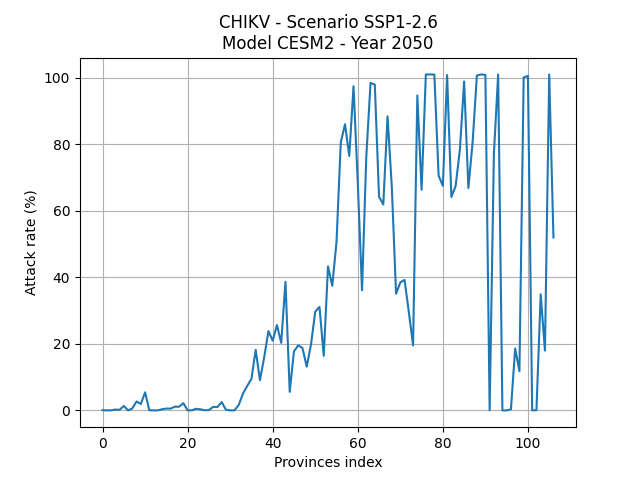 CHIKV - Scenario SSP1-2.6
Model CESM2 - Year 2050
Attack rate (%)
100
80
60
40
20
0
0 20 40 60 80 100
Provinces index